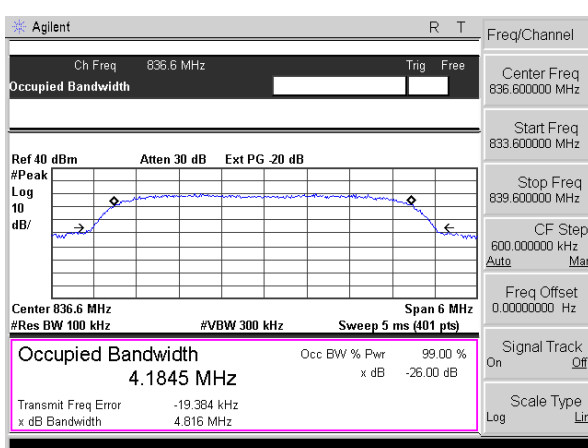 Agilent
R T
Ch Freq 836.6 MHz
Trig Free
Occupied Bandwidth
Ref 40 dBm Atten 30 dB Ext PG -20 dB
#Peak
Log
10
dB/
Center 836.6 MHz
Span 6 MHz
#Res BW 100 kHz
#VBW 300 kHz
Sweep 5 ms (401 pts)
Occupied Bandwidth
4.1845 MHz
Occ BW % Pwr 99.00 %
x dB -26.00 dB
Transmit Freq Error -19.384 kHz
x dB Bandwidth 4.816 MHz
Freq/Channel
Center Freq
836.600000 MHz
Start Freq
833.600000 MHz
Stop Freq
839.600000 MHz
CF Step
600.000000 kHz
Auto Man
Freq Offset
0.00000000 Hz
Signal Track
On Off
Scale Type
Log Lin